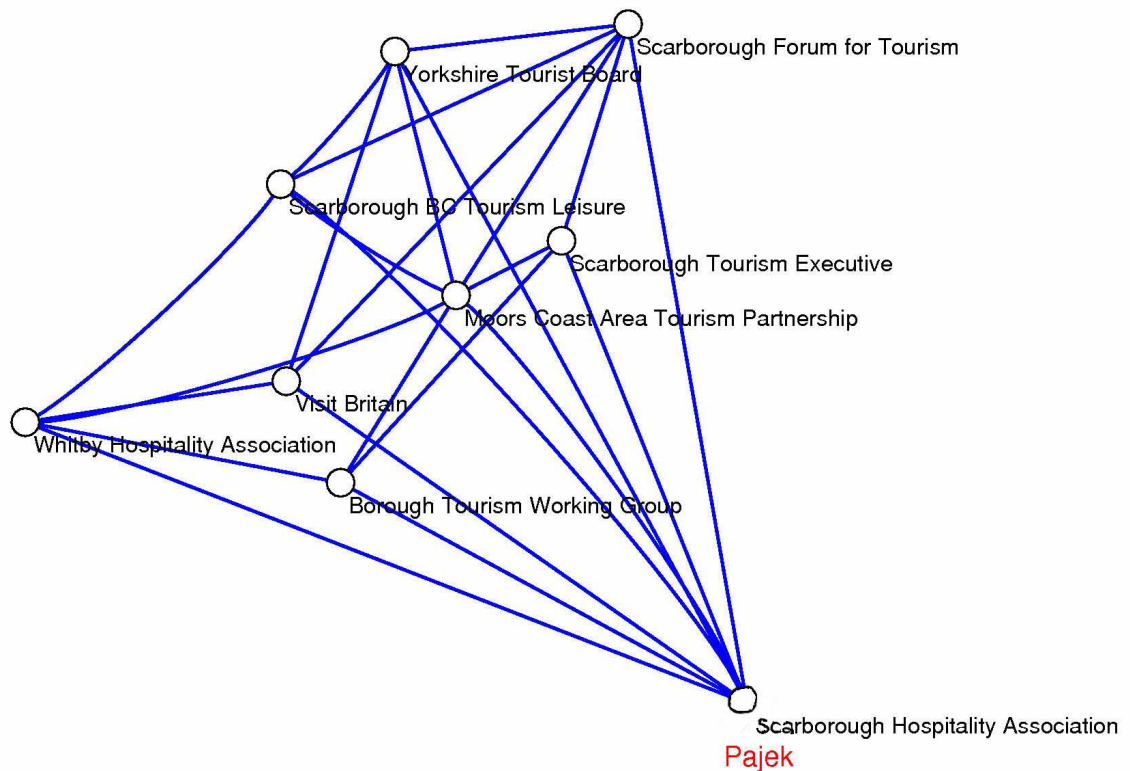 Scarborough Forum for Tourism
Yorkshire Tourist Board
Scarborough BC Tourism Leisure
Scarborough Tourism Executive
Moors Coast Area Tourism Partnership
Visit Britain
Whitby Hospitality Association
Borough Tourism Working Group
Scarborough Hospitality Association
Pajek